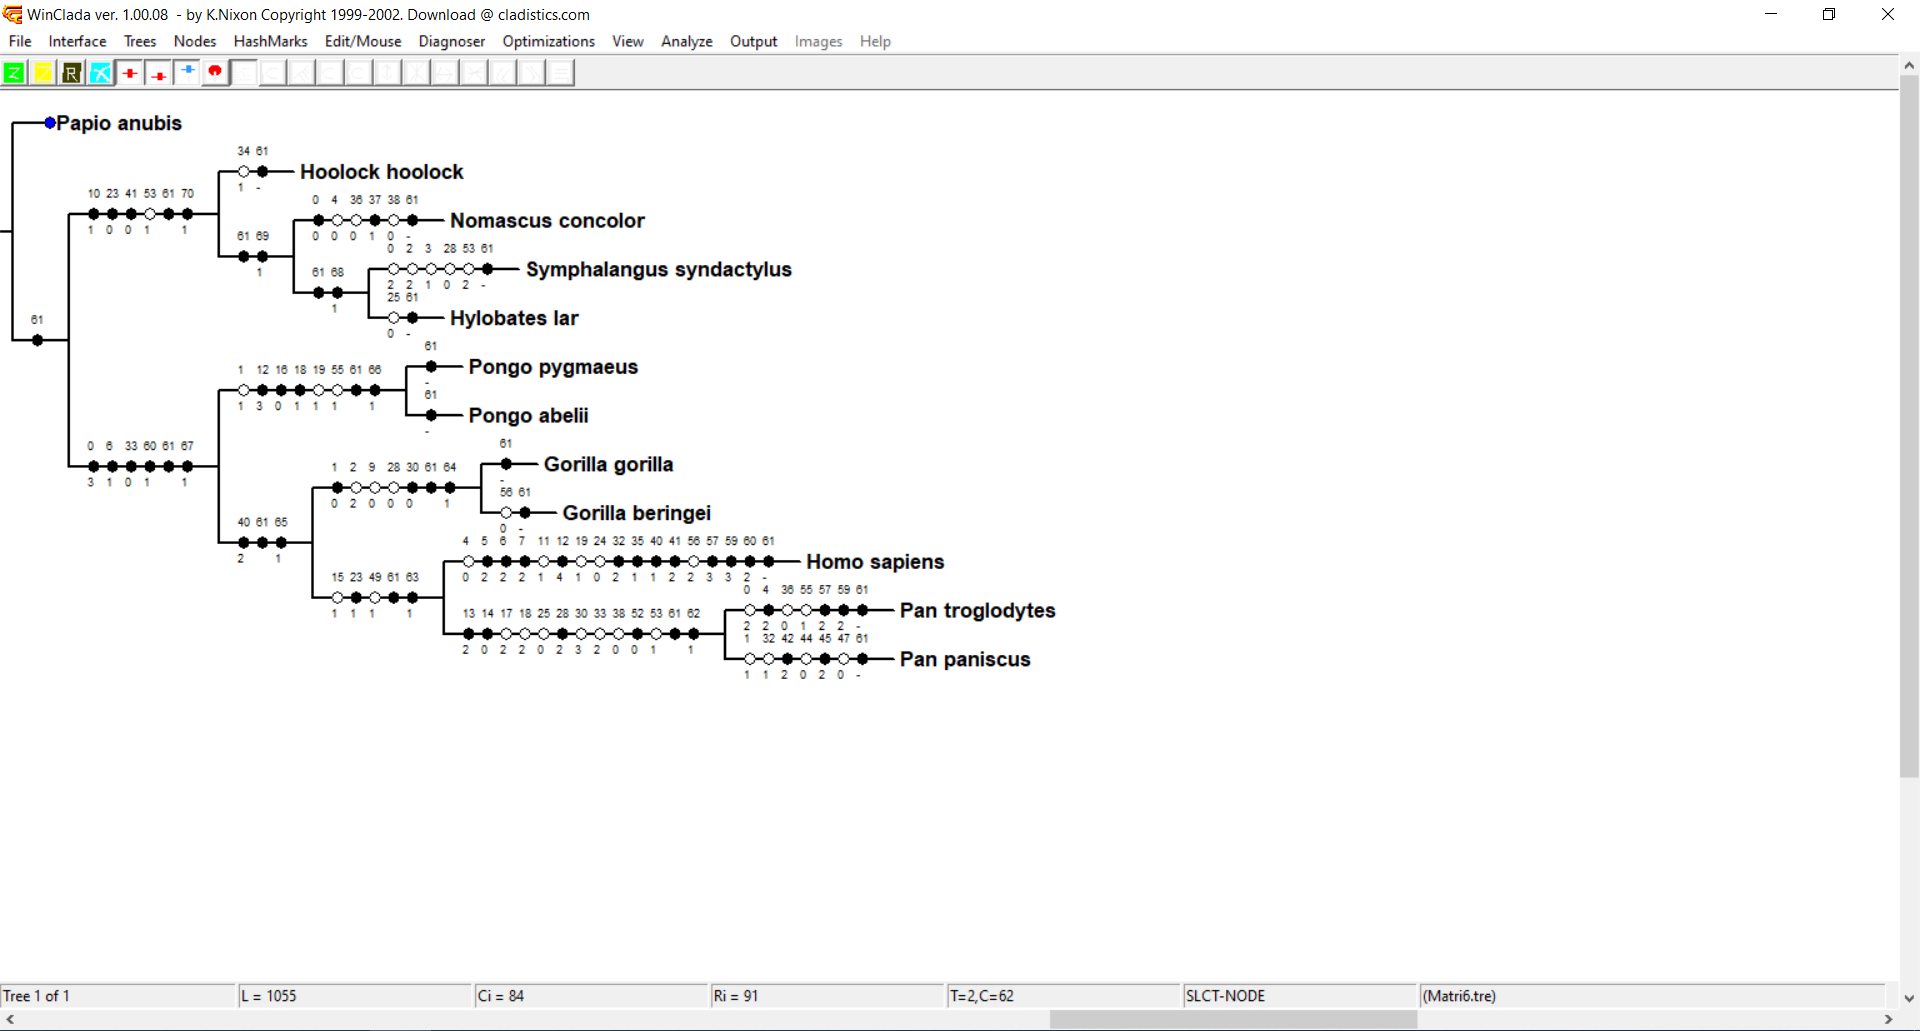 WinClada ver. 1.00.08 - by K.Nixon Copyright 1999-2002. Download @ cladistics.com
File Interface Trees Nodes HashMarks Edit/Mouse Diagnoser Optimizations View Analyze Output Images Help
Z Z R
Papio anubis
34 61
Hoolock hoolock
1 -
10 23 41 53 61 70
1 0 0 1 1
0 4 36 37 38 61
Nomascus concolor
0 0 0 1 0 -
61 69
1
0 2 3 28 53 61
Symphalangus syndactylus
2 2 1 0 2 -
61 68
1
25 61
Hylobates lar
0 -
61
61
Pongo pygmaeus
-
1 12 16 18 19 55 61 66
1 3 0 1 1 1 1
61
Pongo abelii
-
0 6 33 60 61 67
3 1 0 1 1
61
Gorilla gorilla
-
1 2 9 28 30 61 64
0 2 0 0 0 1
56 61
Gorilla beringei
0 -
40 61 65
2 1
4 5 6 7 11 12 19 24 32 35 40 41 56 57 59 60 61
Homo sapiens
0 2 2 2 1 4 1 0 2 1 1 2 2 3 3 2 -
15 23 49 61 63
1 1 1 1
0 4 36 55 57 59 61
Pan troglodytes
2 2 0 1 2 2 -
13 14 17 18 25 28 30 33 38 52 53 61 62
2 0 2 2 0 2 3 2 0 0 1 1
1 32 42 44 45 47 61
Pan paniscus
1 1 2 0 2 0 -
Tree 1 of 1 L = 1055 Ci = 84 Ri = 91 T=2,C=62 SLCT-NODE (Matri6.tre)